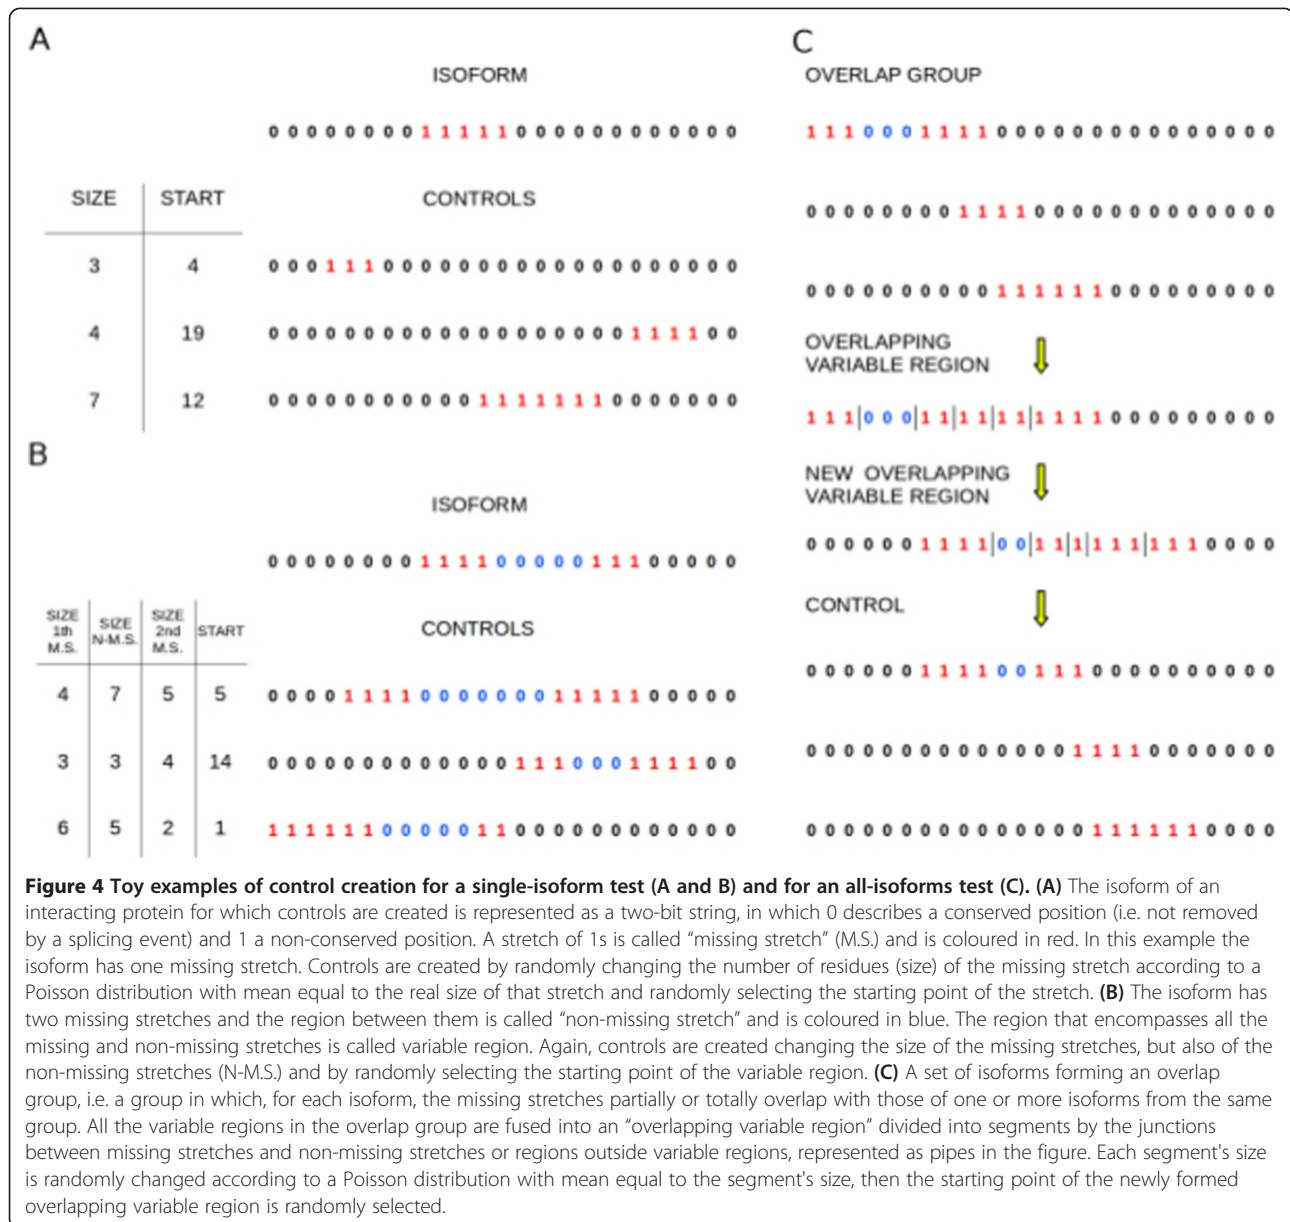 A
ISOFORM
0 0 0 0 0 0 0 0 1 1 1 1 1 0 0 0 0 0 0 0 0 0 0 0 0
SIZE START CONTROLS
3 4 0 0 0 1 1 1 0 0 0 0 0 0 0 0 0 0 0 0 0 0 0 0 0 0 0
4 19 0 0 0 0 0 0 0 0 0 0 0 0 0 0 0 0 0 0 0 1 1 1 1 0 0
7 12 0 0 0 0 0 0 0 0 0 0 0 1 1 1 1 1 1 1 0 0 0 0 0 0 0
B
ISOFORM
0 0 0 0 0 0 0 0 1 1 1 1 0 0 0 0 0 1 1 1 0 0 0 0 0
SIZE 1th M.S. SIZE N-M.S. SIZE 2nd M.S. START
CONTROLS
4 7 5 5 0 0 0 0 1 1 1 1 0 0 0 0 0 0 0 1 1 1 1 1 0 0 0 0 0
3 3 4 14 0 0 0 0 0 0 0 0 0 0 0 0 0 1 1 1 0 0 0 1 1 1 1 0 0
6 5 2 1 1 1 1 1 1 1 0 0 0 0 0 1 1 0 0 0 0 0 0 0 0 0 0 0 0
C
OVERLAP GROUP
1 1 1 0 0 0 1 1 1 1 0 0 0 0 0 0 0 0 0 0 0 0 0 0 0
0 0 0 0 0 0 0 0 1 1 1 1 0 0 0 0 0 0 0 0 0 0 0 0 0
0 0 0 0 0 0 0 0 0 0 1 1 1 1 1 1 0 0 0 0 0 0 0 0 0
OVERLAPPING
VARIABLE REGION
1 1 1|0 0 0|1 1|1 1|1 1|1 1 1 1 0 0 0 0 0 0 0 0 0
NEW OVERLAPPING
VARIABLE REGION
0 0 0 0 0 0 1 1 1 1|0 0|1 1|1|1 1 1|1 1 1 0 0 0 0
CONTROL
0 0 0 0 0 0 1 1 1 1 0 0 1 1 1 0 0 0 0 0 0 0 0 0 0
0 0 0 0 0 0 0 0 0 0 0 0 0 0 1 1 1 1 0 0 0 0 0 0 0
0 0 0 0 0 0 0 0 0 0 0 0 0 0 0 1 1 1 1 1 1 0 0 0 0
Figure 4 Toy examples of control creation for a single-isoform test (A and B) and for an all-isoforms test (C). (A) The isoform of an
interacting protein for which controls are created is represented as a two-bit string, in which 0 describes a conserved position (i.e. not removed
by a splicing event) and 1 a non-conserved position. A stretch of 1s is called “missing stretch” (M.S.) and is coloured in red. In this example the
isoform has one missing stretch. Controls are created by randomly changing the number of residues (size) of the missing stretch according to a
Poisson distribution with mean equal to the real size of that stretch and randomly selecting the starting point of the stretch. (B) The isoform has
two missing stretches and the region between them is called “non-missing stretch” and is coloured in blue. The region that encompasses all the
missing and non-missing stretches is called variable region. Again, controls are created changing the size of the missing stretches, but also of the
non-missing stretches (N-M.S.) and by randomly selecting the starting point of the variable region. (C) A set of isoforms forming an overlap
group, i.e. a group in which, for each isoform, the missing stretches partially or totally overlap with those of one or more isoforms from the same
group. All the variable regions in the overlap group are fused into an “overlapping variable region” divided into segments by the junctions
between missing stretches and non-missing stretches or regions outside variable regions, represented as pipes in the figure. Each segment's size
is randomly changed according to a Poisson distribution with mean equal to the segment's size, then the starting point of the newly formed
overlapping variable region is randomly selected.